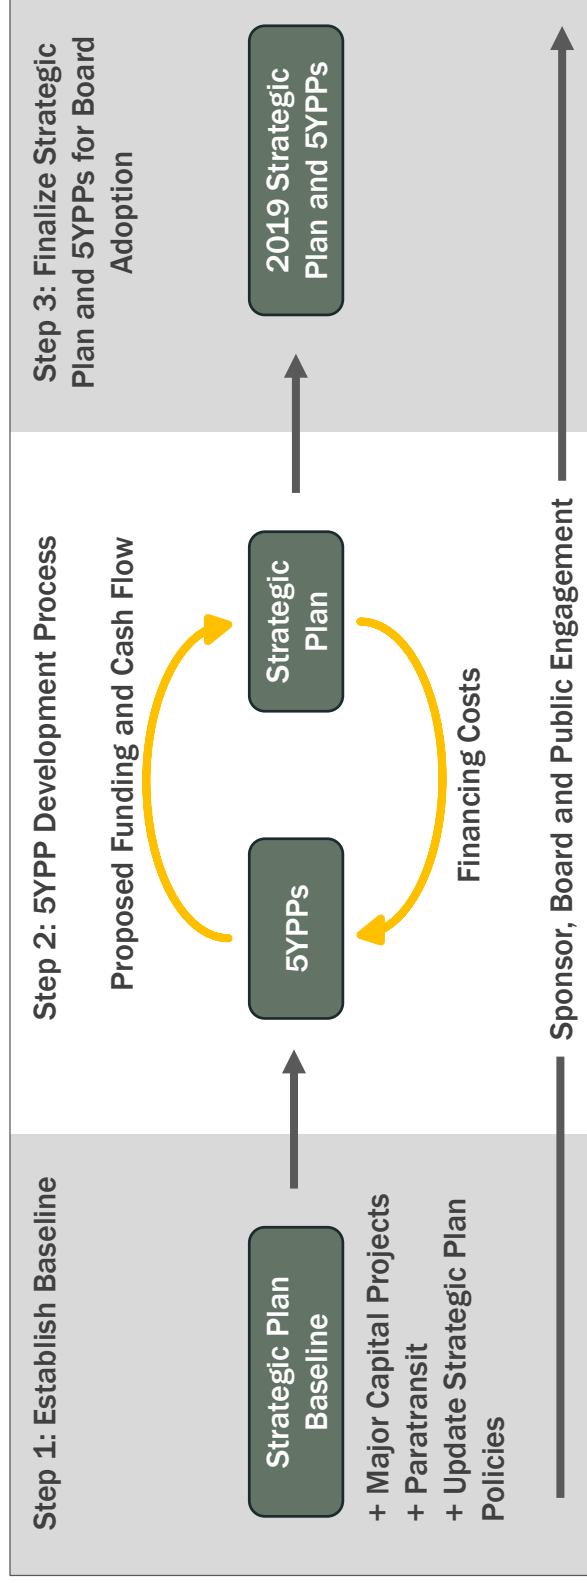 Step 1: Establish Baseline
Strategic Plan
Baseline
+ Major Capital Projects
+ Paratransit
+ Update Strategic Plan
Policies
Step 2: 5YPP Development Process
Proposed Funding and Cash Flow
5YPPs
Strategic
Plan
Financing Costs
Step 3: Finalize Strategic
Plan and 5YPPs for Board
Adoption
2019 Strategic
Plan and 5YPPs
Sponsor, Board and Public Engagement